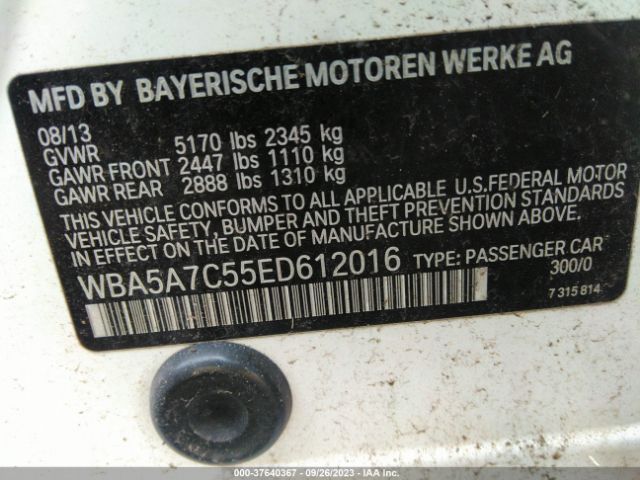 MFD BY BAYERISCHE MOTOREN WERKE AG
08/13
GVWR 5170 lbs 2345 kg
GAWR FRONT 2447 lbs 1110 kg
GAWR REAR 2888 lbs 1310 kg
THIS VEHICLE CONFORMS TO ALL APPLICABLE U.S.FEDERAL MOTOR
VEHICLE SAFETY, BUMPER AND THEFT PREVENTION STANDARDS
IN EFFECT ON THE DATE OF MANUFACTURE SHOWN ABOVE.
WBA5A7C55ED612016 TYPE: PASSENGER CAR
300/0
7 315 814
000-37640367 - 09/26/2023 - IAA Inc.